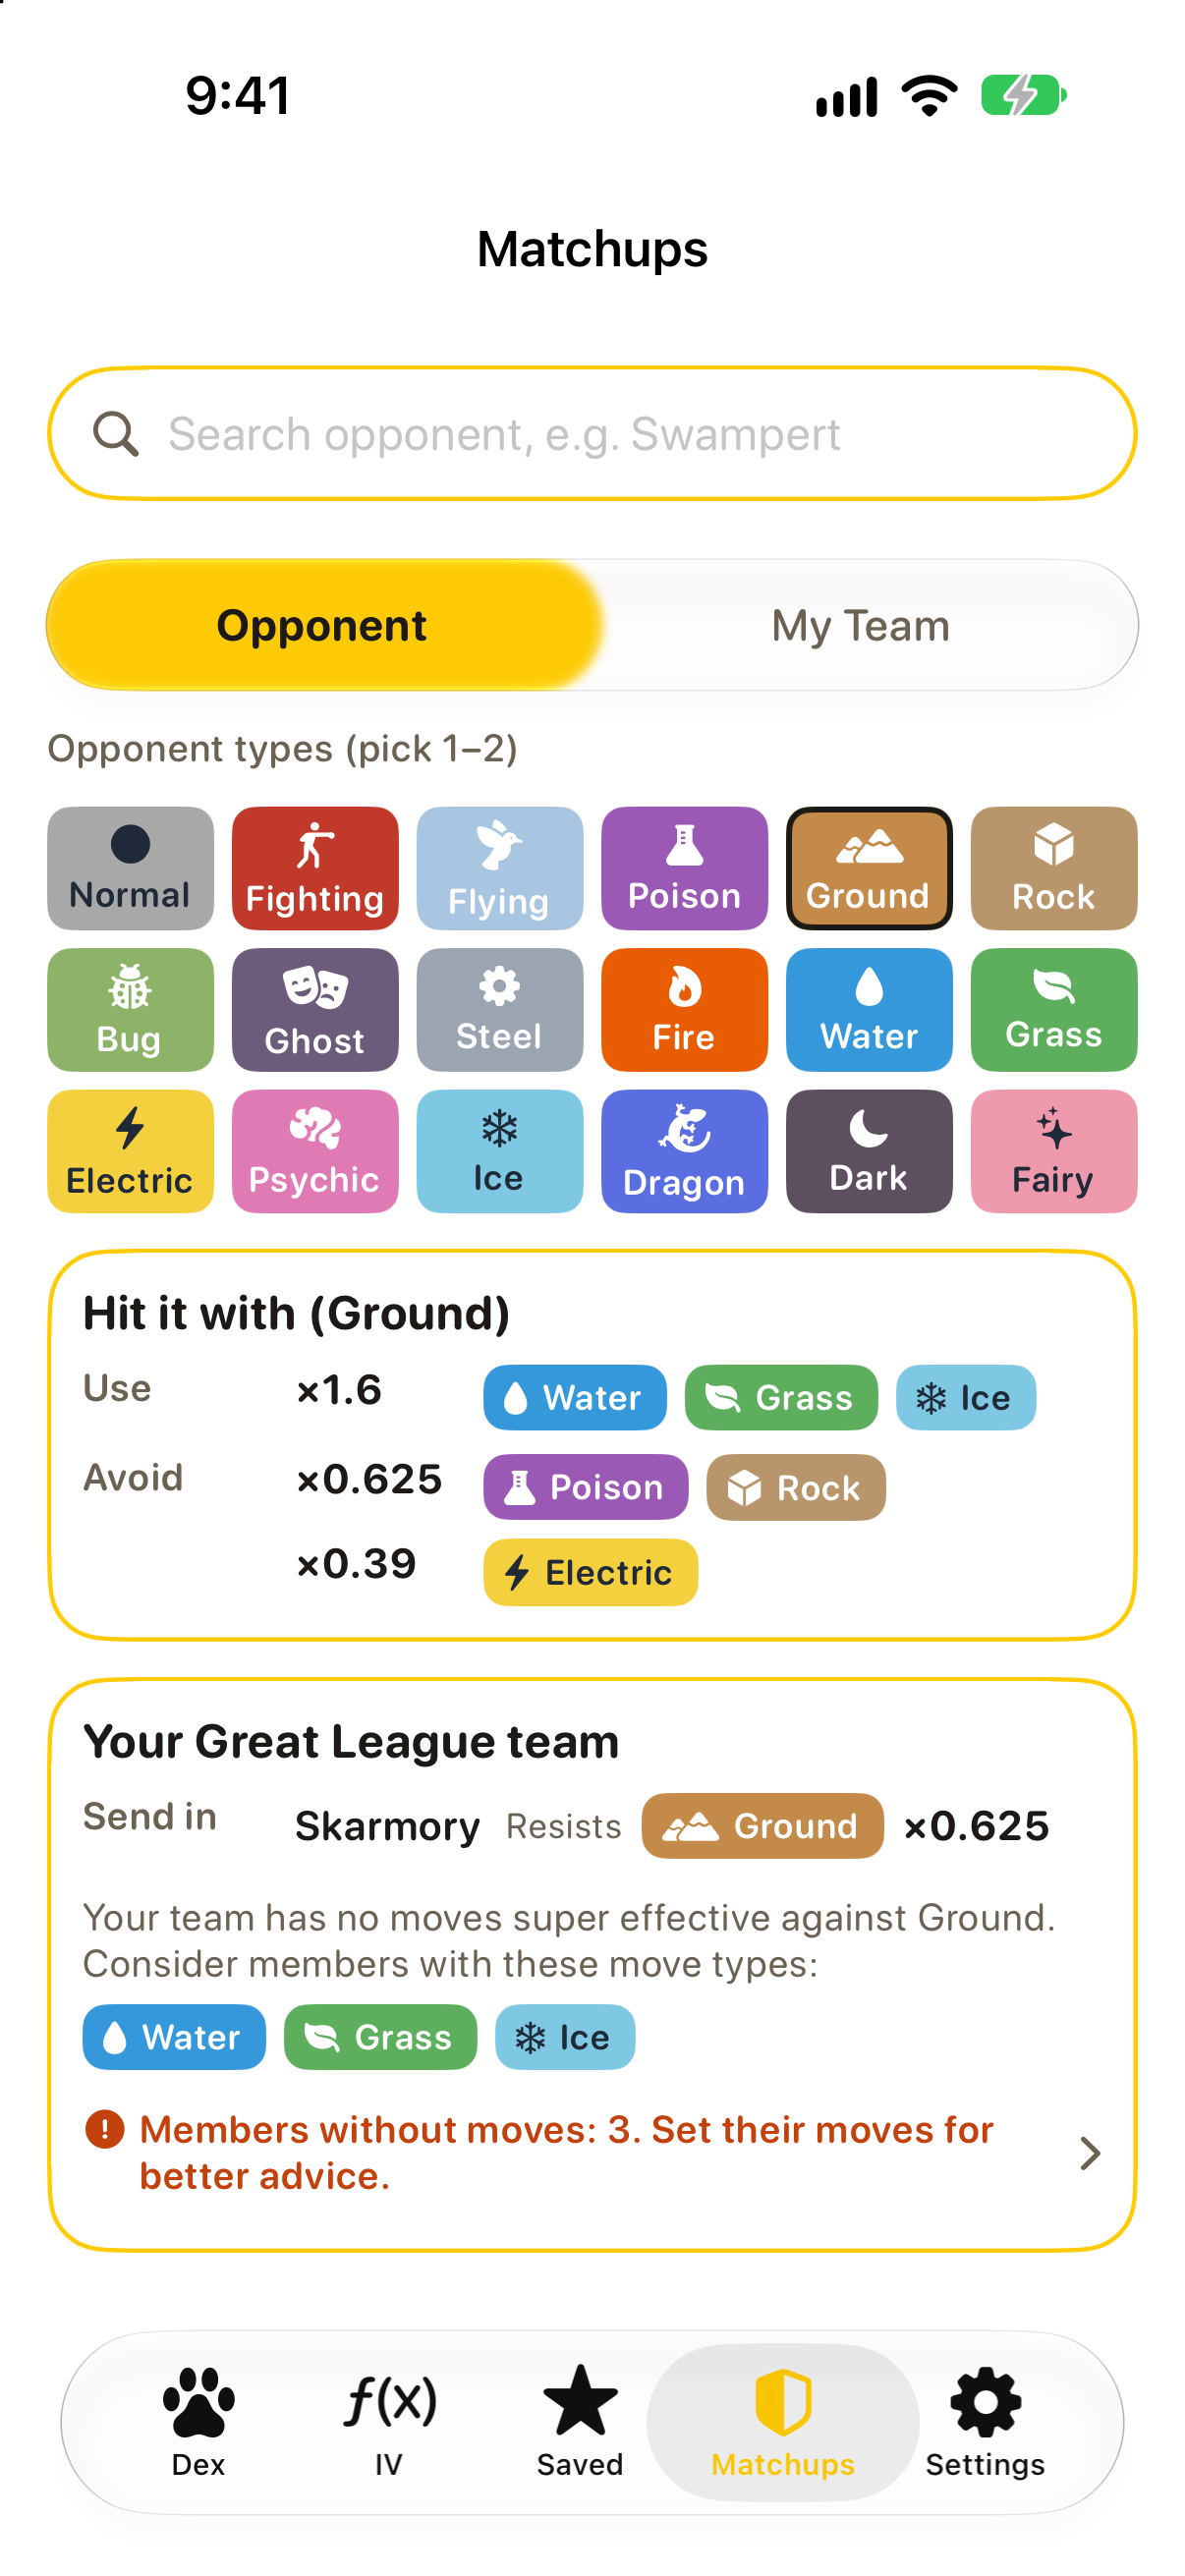 9:41
Matchups
Search opponent, e.g. Swampert
Opponent My Team
Opponent types (pick 1–2)
Normal Fighting Flying Poison Ground Rock
Bug Ghost Steel Fire Water Grass
Electric Psychic Ice Dragon Dark Fairy
Hit it with (Ground)
Use ×1.6 Water Grass Ice
Avoid ×0.625 Poison Rock
×0.39 Electric
Your Great League team
Send in Skarmory Resists Ground ×0.625
Your team has no moves super effective against Ground.
Consider members with these move types:
Water Grass Ice
Members without moves: 3. Set their moves for
better advice.
f(x)
Dex IV Saved Matchups Settings